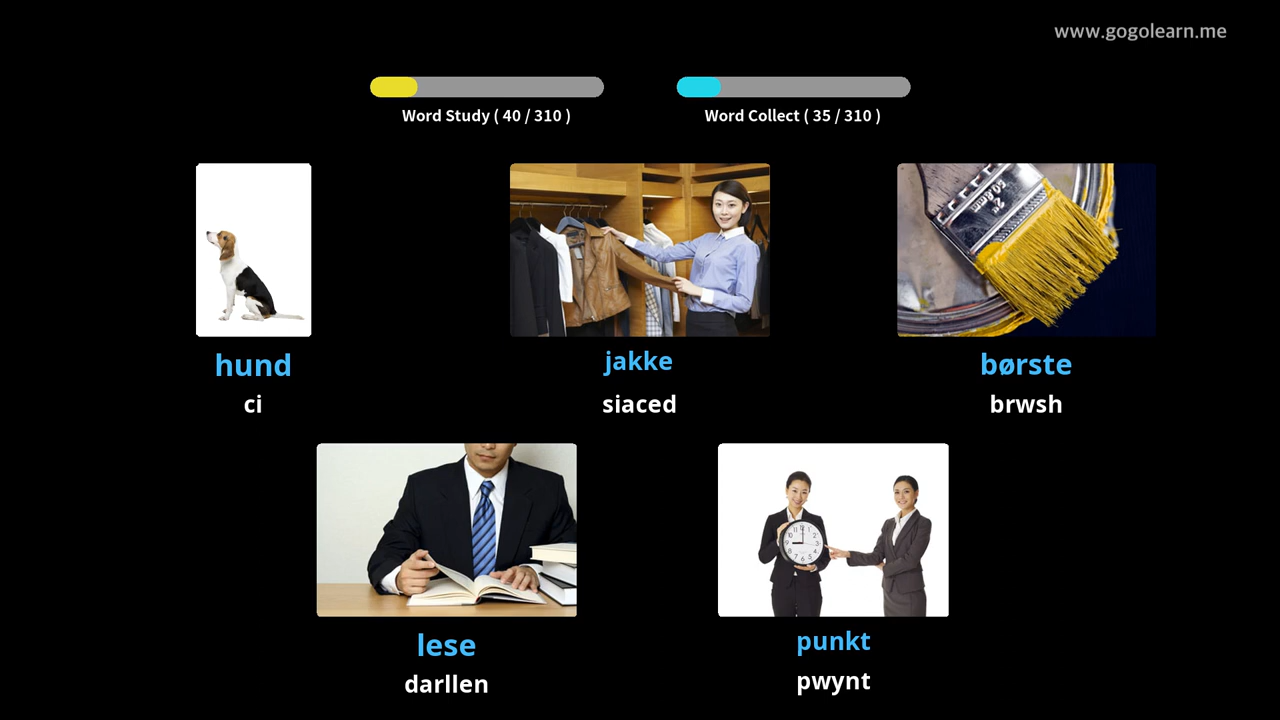 www.gogolearn.me
Word Study ( 40 / 310 )
Word Collect ( 35 / 310 )
hund
ci
jakke
siaced
børste
brwsh
lese
darllen
punkt
pwynt